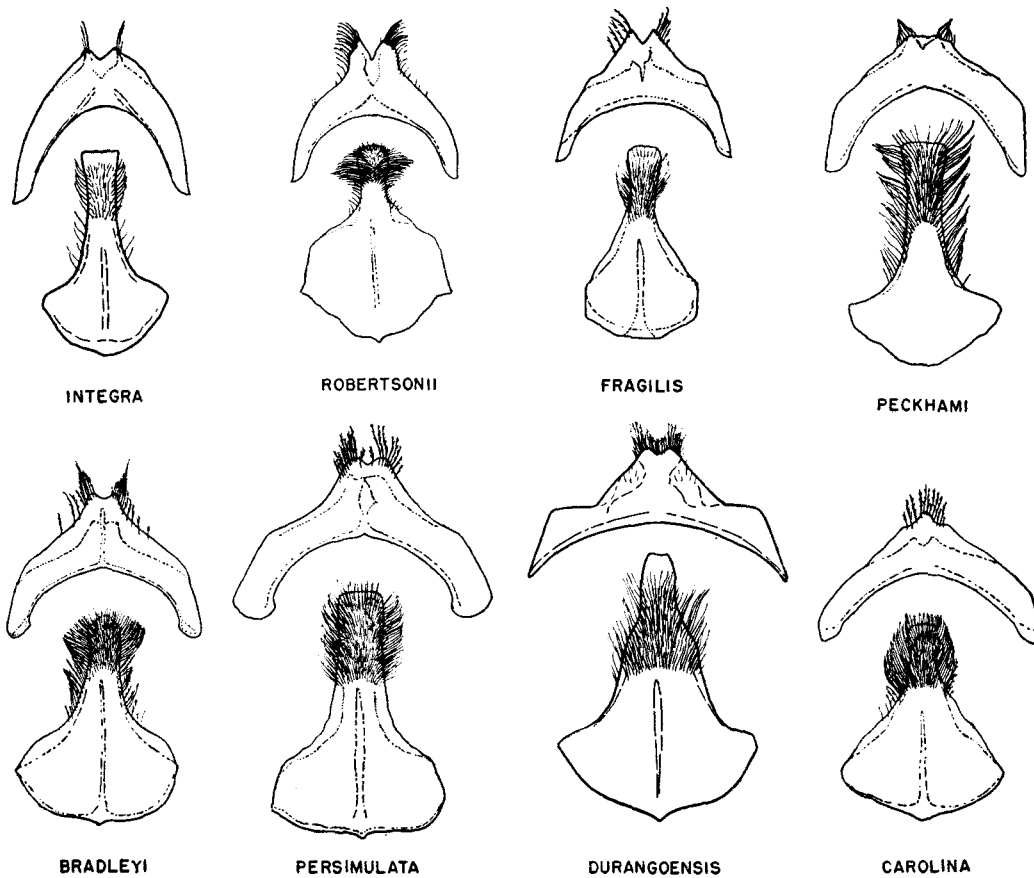 INTEGRA
ROBERTSONII
FRAGILIS
PECKHAMI
BRADLEYI
PERSIMULATA
DURANGOENSIS
CAROLINA